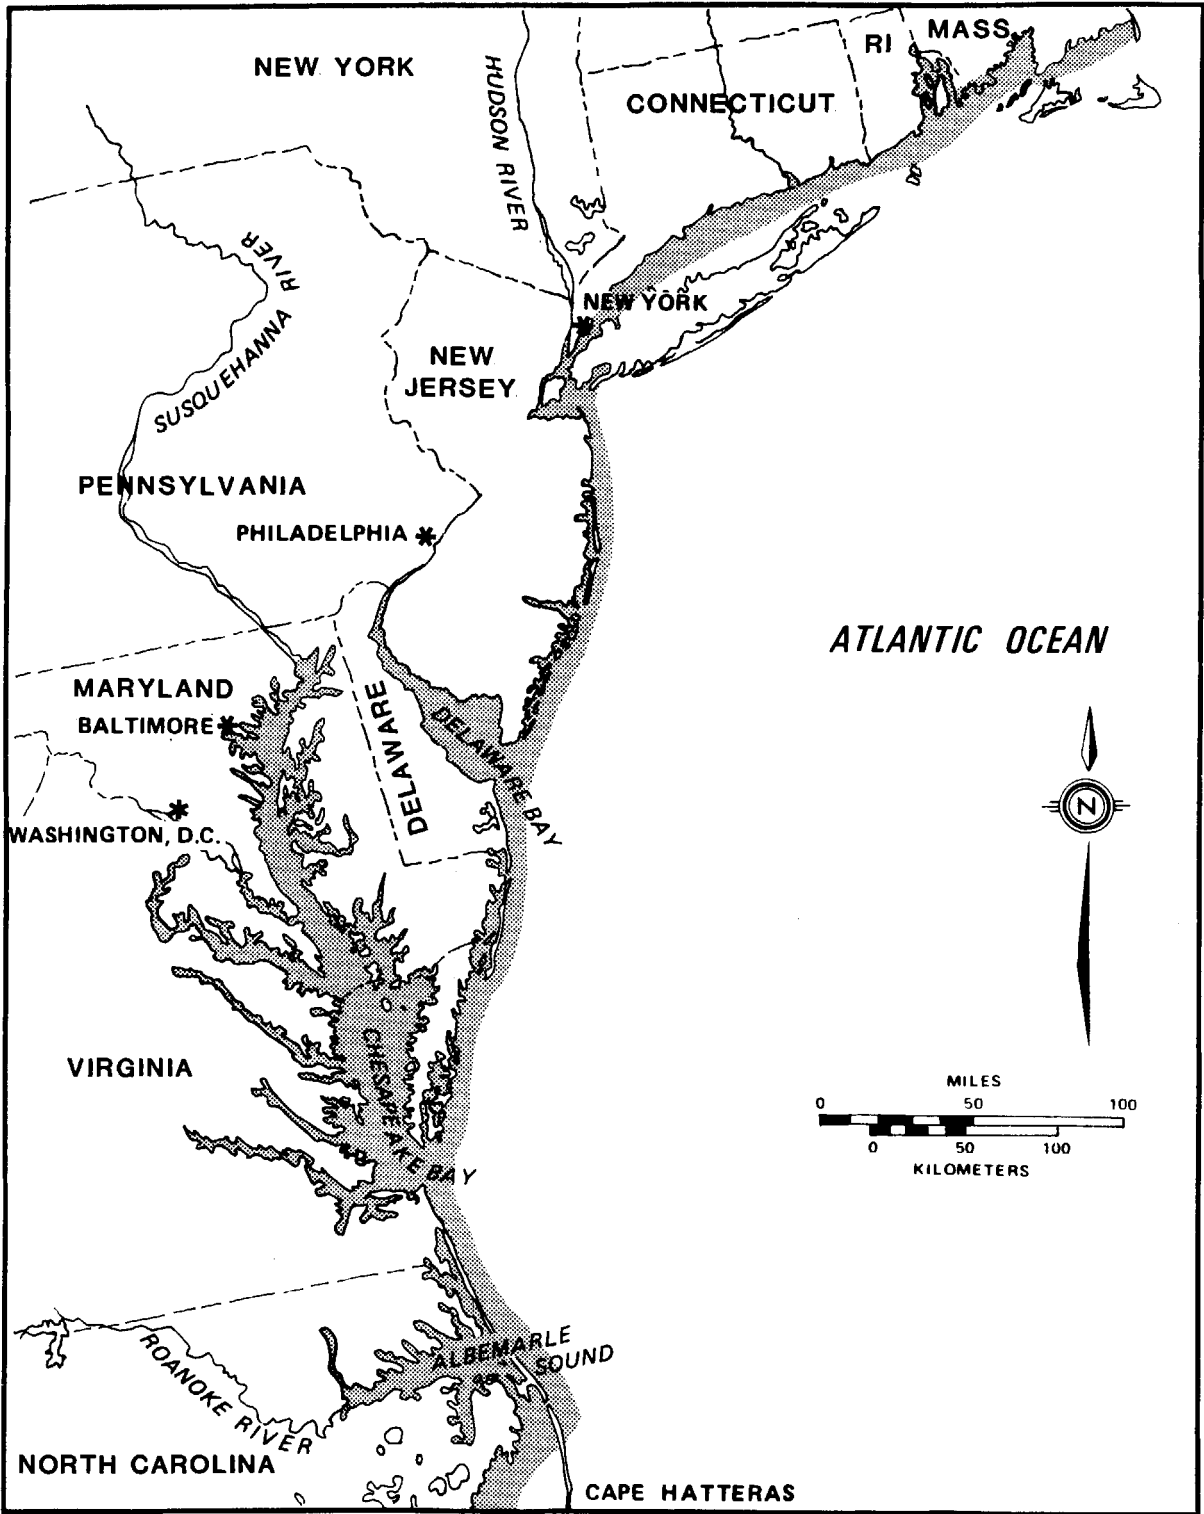 MASS.
RI
NEW YORK
HUDSON RIVER
CONNECTICUT
SUSQUEHANNA RIVER
NEW YORK
NEW
JERSEY
PENNSYLVANIA
PHILADELPHIA
ATLANTIC OCEAN
MARYLAND
BALTIMORE
DELAWARE
DELAWARE BAY
N
WASHINGTON, D.C.
VIRGINIA
CHESAPEAKE BAY
MILES
0 50 100
0 50 100
KILOMETERS
ALBEMARLE
SOUND
ROANOKE RIVER
NORTH CAROLINA
CAPE HATTERAS